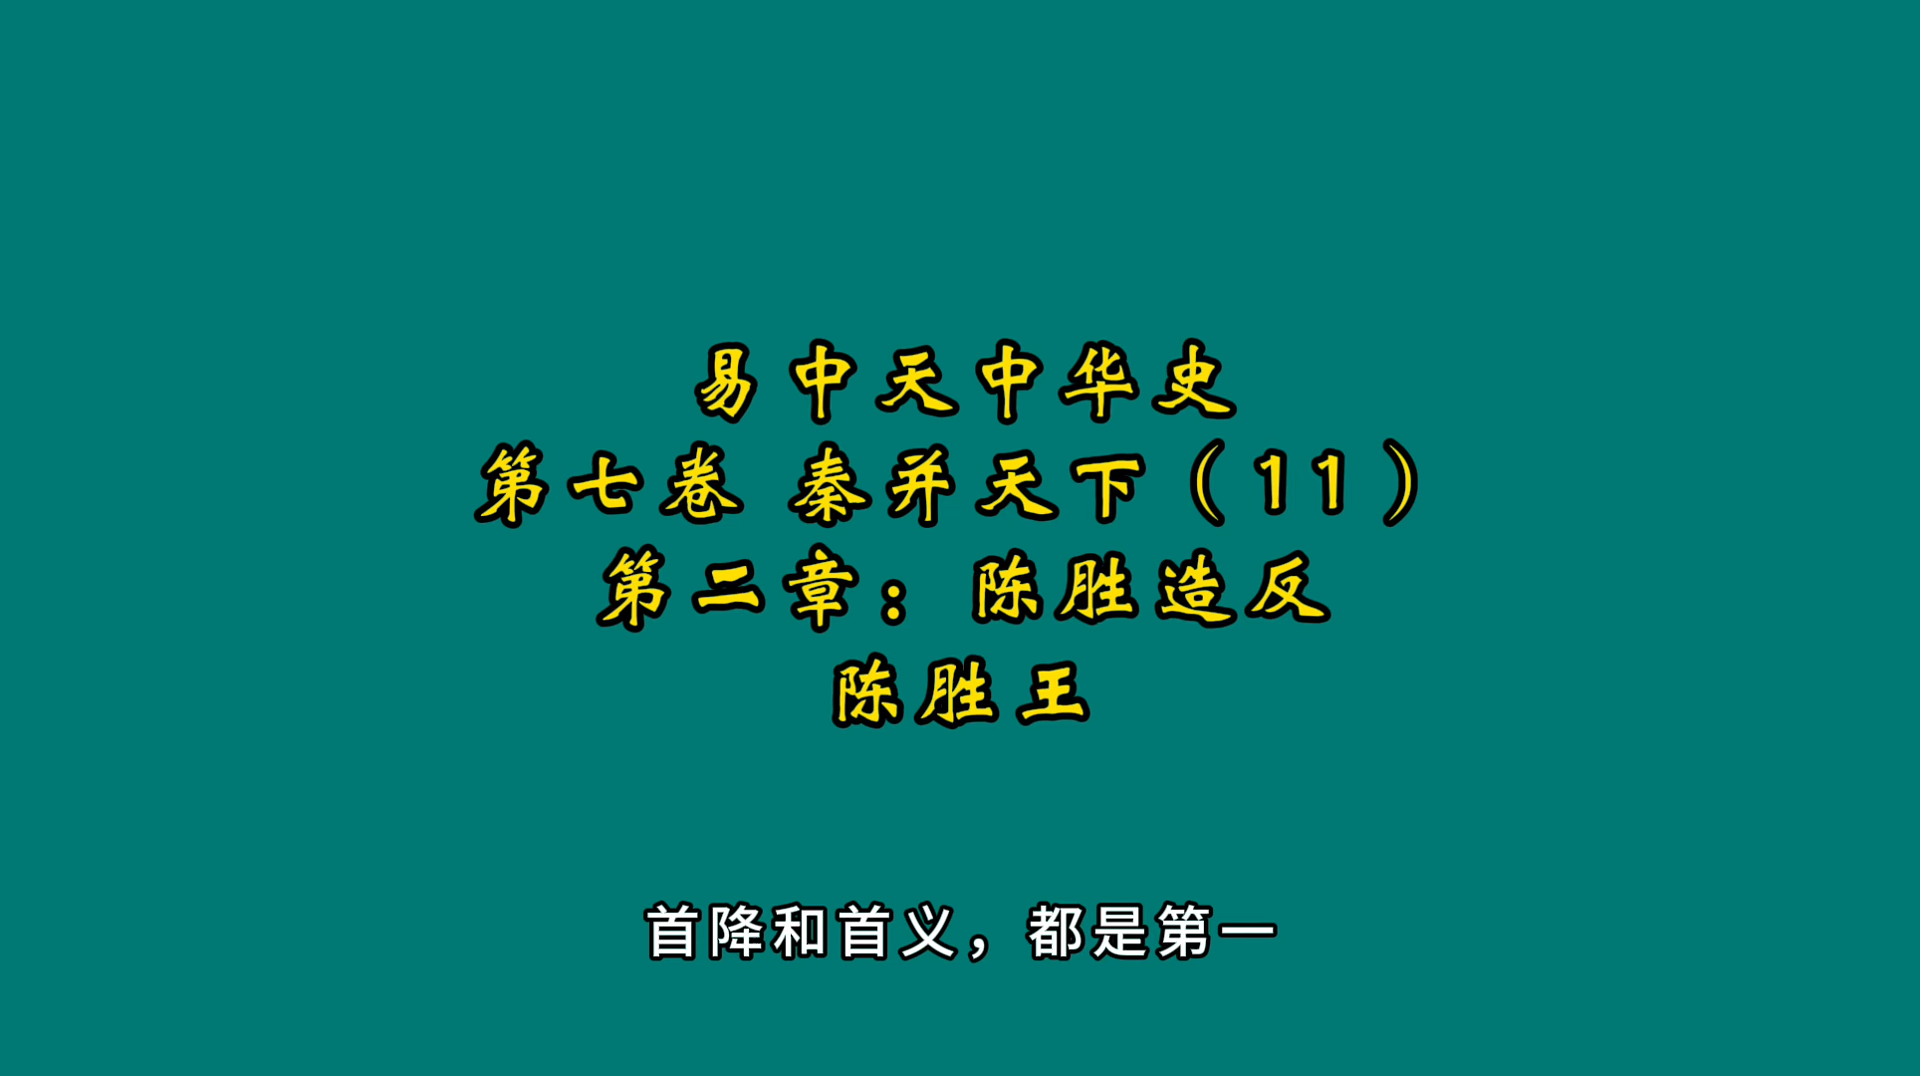 易中天中华史
第七卷 秦并天下（11）
第二章：陈胜造反
陈胜王
首降和首义，都是第一